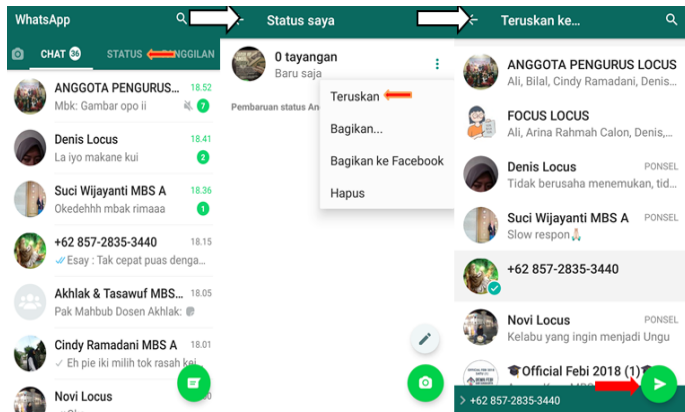 WhatsApp
CHAT 36
STATUS
18.52
ANGGOTA PENGURUS...
Mbk: Gambar opo ii
7
Denis Locus
18.41
La iyo makane kui
2
Suci Wijayanti MBS A
18.36
Okedehhh mbak rimaaa
1
+62 857-2835-3440
18.15
Esay : Tak cepat puas denga...
Akhlak & Tasawuf MBS...
18.05
Pak Mahbub Dosen Akhlak:
Cindy Ramadani MBS A
18.01
Eh pie iki milih tok rasah kei
Novi Locus
Status saya
0 tayangan
Baru saja
Pembaruan status An
Teruskan
Bagikan...
Bagikan ke Facebook
Hapus
Teruskan ke...
ANGGOTA PENGURUS LOCUS
Ali, Bilal, Cindy Ramadani, Denis...
FOCUS LOCUS
Ali, Arina Rahmah Calon, Denis,...
Denis Locus
PONSEL
Tidak berusaha menemukan, tid...
Suci Wijayanti MBS A
PONSEL
Slow respon🙏🏻
+62 857-2835-3440
Novi Locus
PONSEL
Kelabu yang ingin menjadi Ungu
🎓Official Febi 2018 (1)🎓
> +62 857-2835-3440